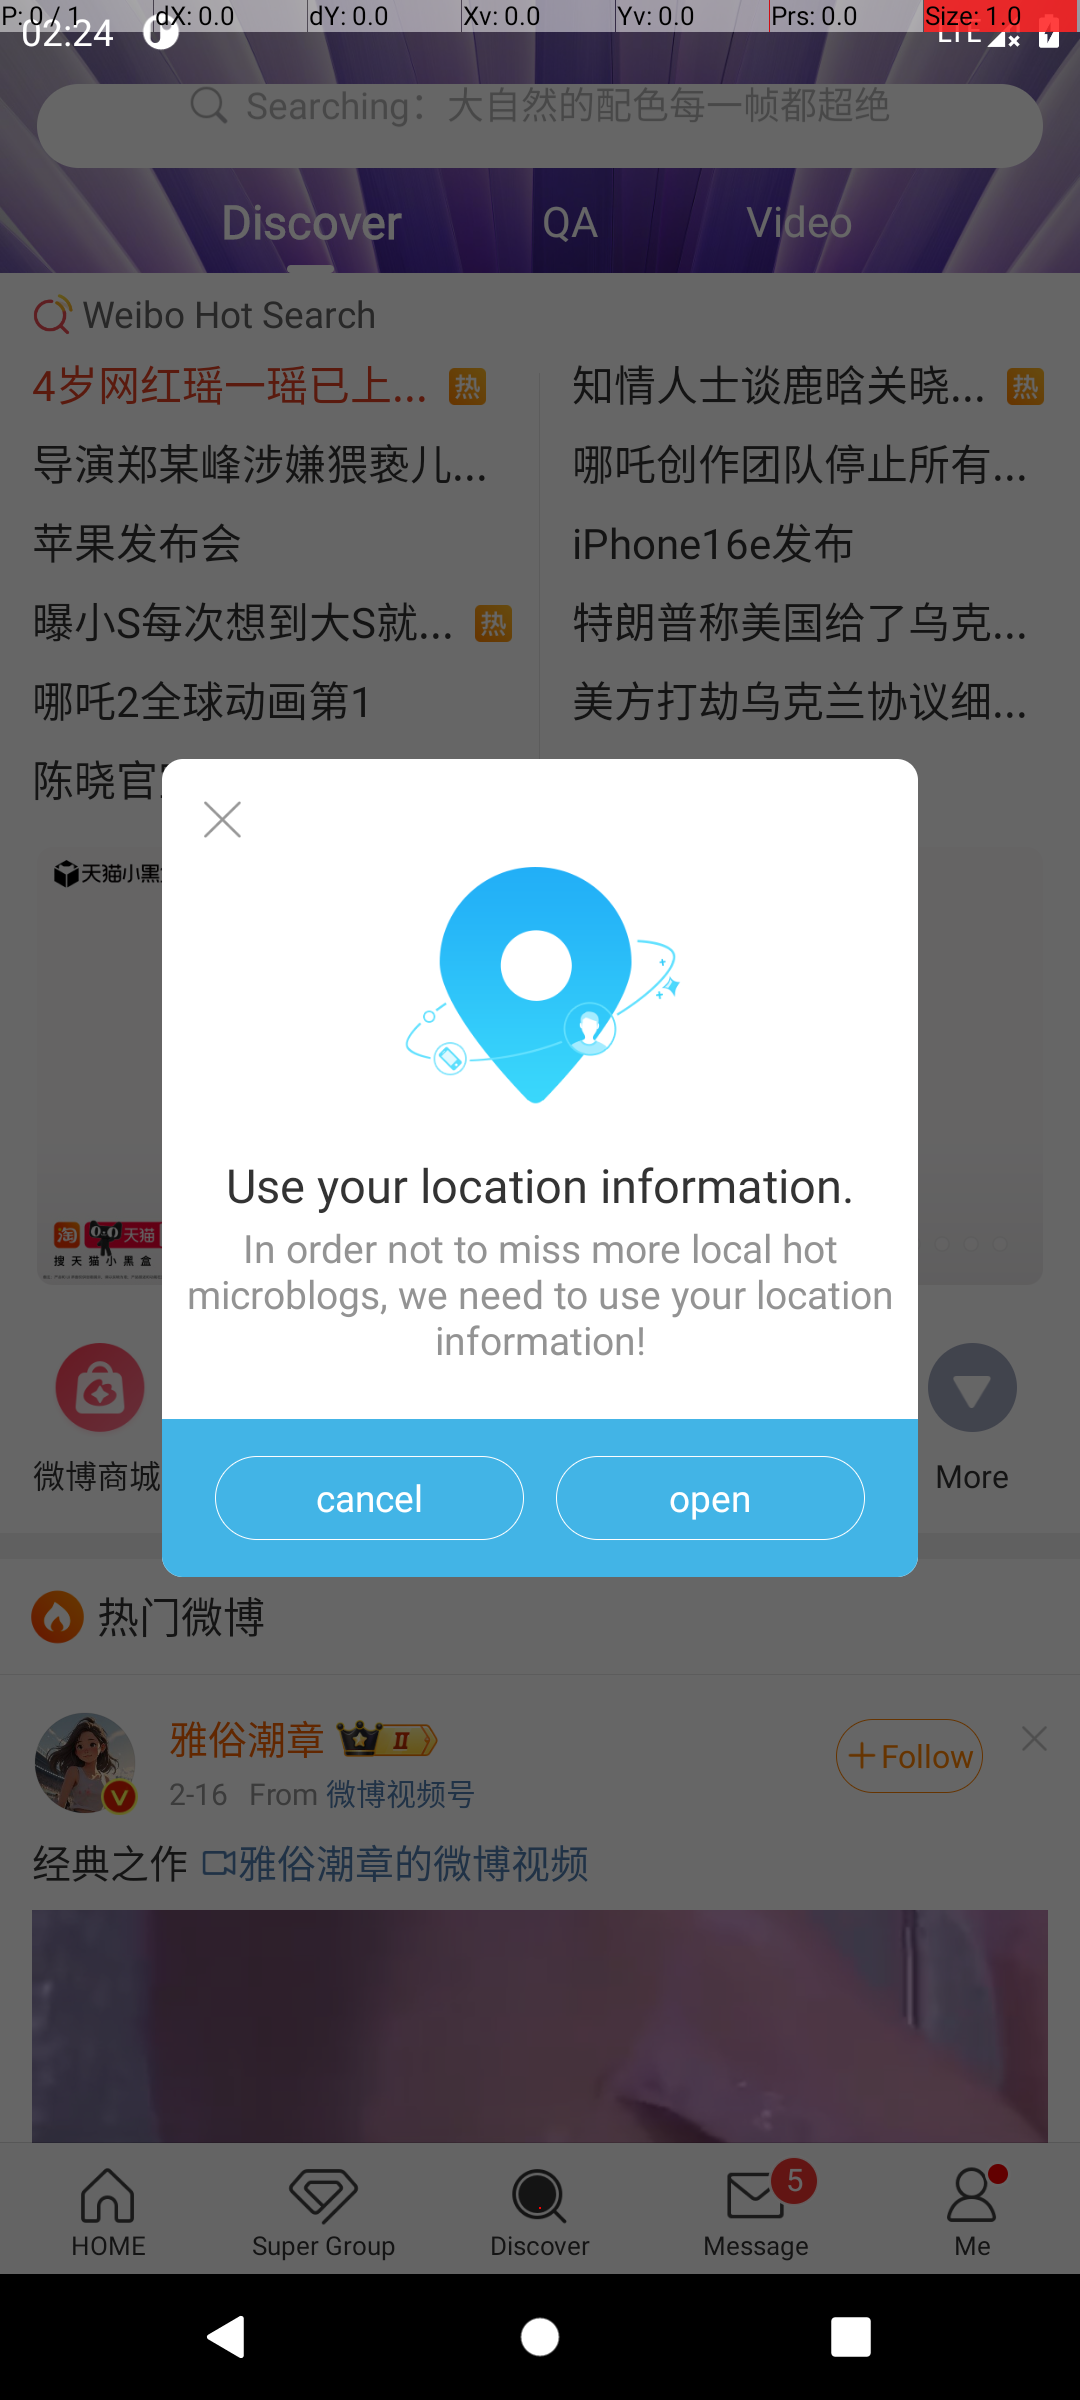 P: 0 / 1 dX: 0.0 dY: 0.0 Xv: 0.0 Yv: 0.0 Prs: 0.0 Size: 1.0
02:24 LTE
Searching：大自然的配色每一帧都超绝
Discover QA Video
Weibo Hot Search
4岁网红瑶一瑶已上... 热 知情人士谈鹿晗关晓... 热
导演郑某峰涉嫌猥亵儿... 哪吒创作团队停止所有...
苹果发布会 iPhone16e发布
曝小S每次想到大S就... 热 特朗普称美国给了乌克...
哪吒2全球动画第1 美方打劫乌克兰协议细...
陈晓官
天猫小黑
Use your location information.
In order not to miss more local hot
microblogs, we need to use your location
information!
淘 天猫
搜天猫小黑盒
cancel open
微博商城 More
热门微博
雅俗潮章 II
2-16 From 微博视频号
+Follow
经典之作 雅俗潮章的微博视频
HOME Super Group Discover Message 5 Me